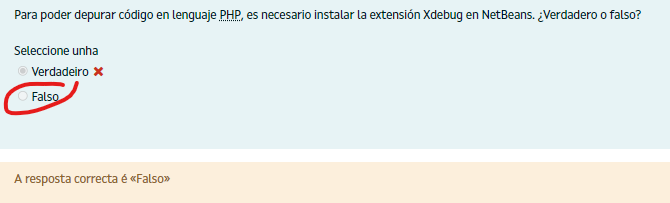 Para poder depurar código en lenguaje PHP, es necesario instalar la extensión Xdebug en NetBeans. ¿Verdadero o falso?
Seleccione unha
Verdadeiro
Falso
A resposta correcta é «Falso»